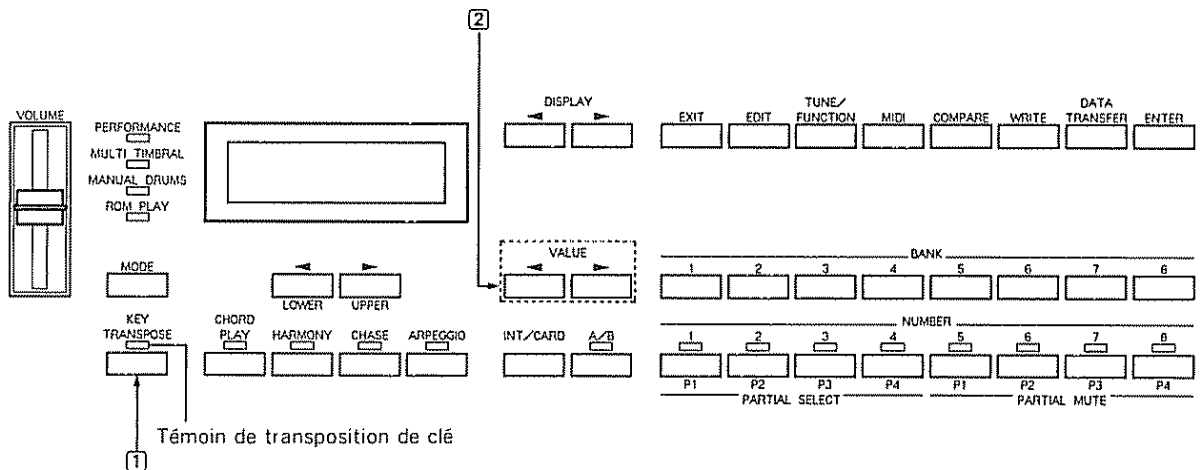 2
VOLUME
PERFORMANCE
MULTI TIMBRAL
MANUAL DRUMS
ROM PLAY
DISPLAY
◄ ►
EXIT EDIT TUNE/FUNCTION MIDI COMPARE WRITE DATA TRANSFER ENTER
MODE
◄ ►
LOWER UPPER
VALUE
◄ ►
BANK
1 2 3 4 5 6 7 8
KEY TRANSPOSE
CHORD PLAY HARMONY CHASE ARPEGGIO
INT/CARD A/B
NUMBER
1 2 3 4 5 6 7 8
P1 P2 P3 P4 P1 P2 P3 P4
PARTIAL SELECT PARTIAL MUTE
Témoin de transposition de clé
1